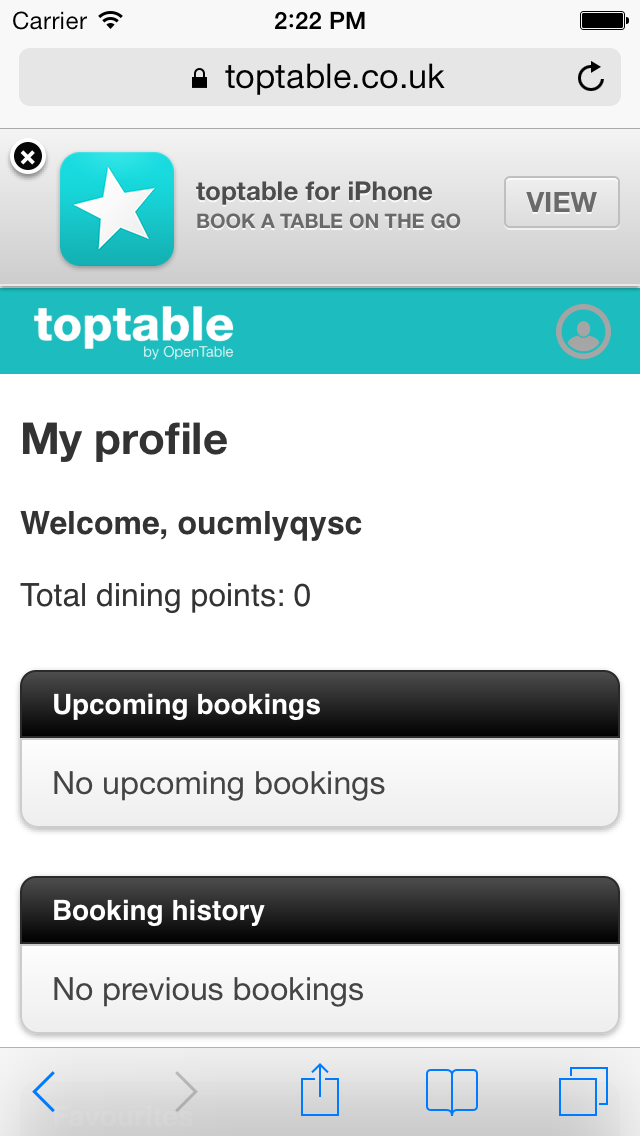 Carrier 2:22 PM
toptable.co.uk
toptable for iPhone
BOOK A TABLE ON THE GO
VIEW
toptable
by OpenTable
My profile
Welcome, oucmlyqysc
Total dining points: 0
Upcoming bookings
No upcoming bookings
Booking history
No previous bookings
Favourites